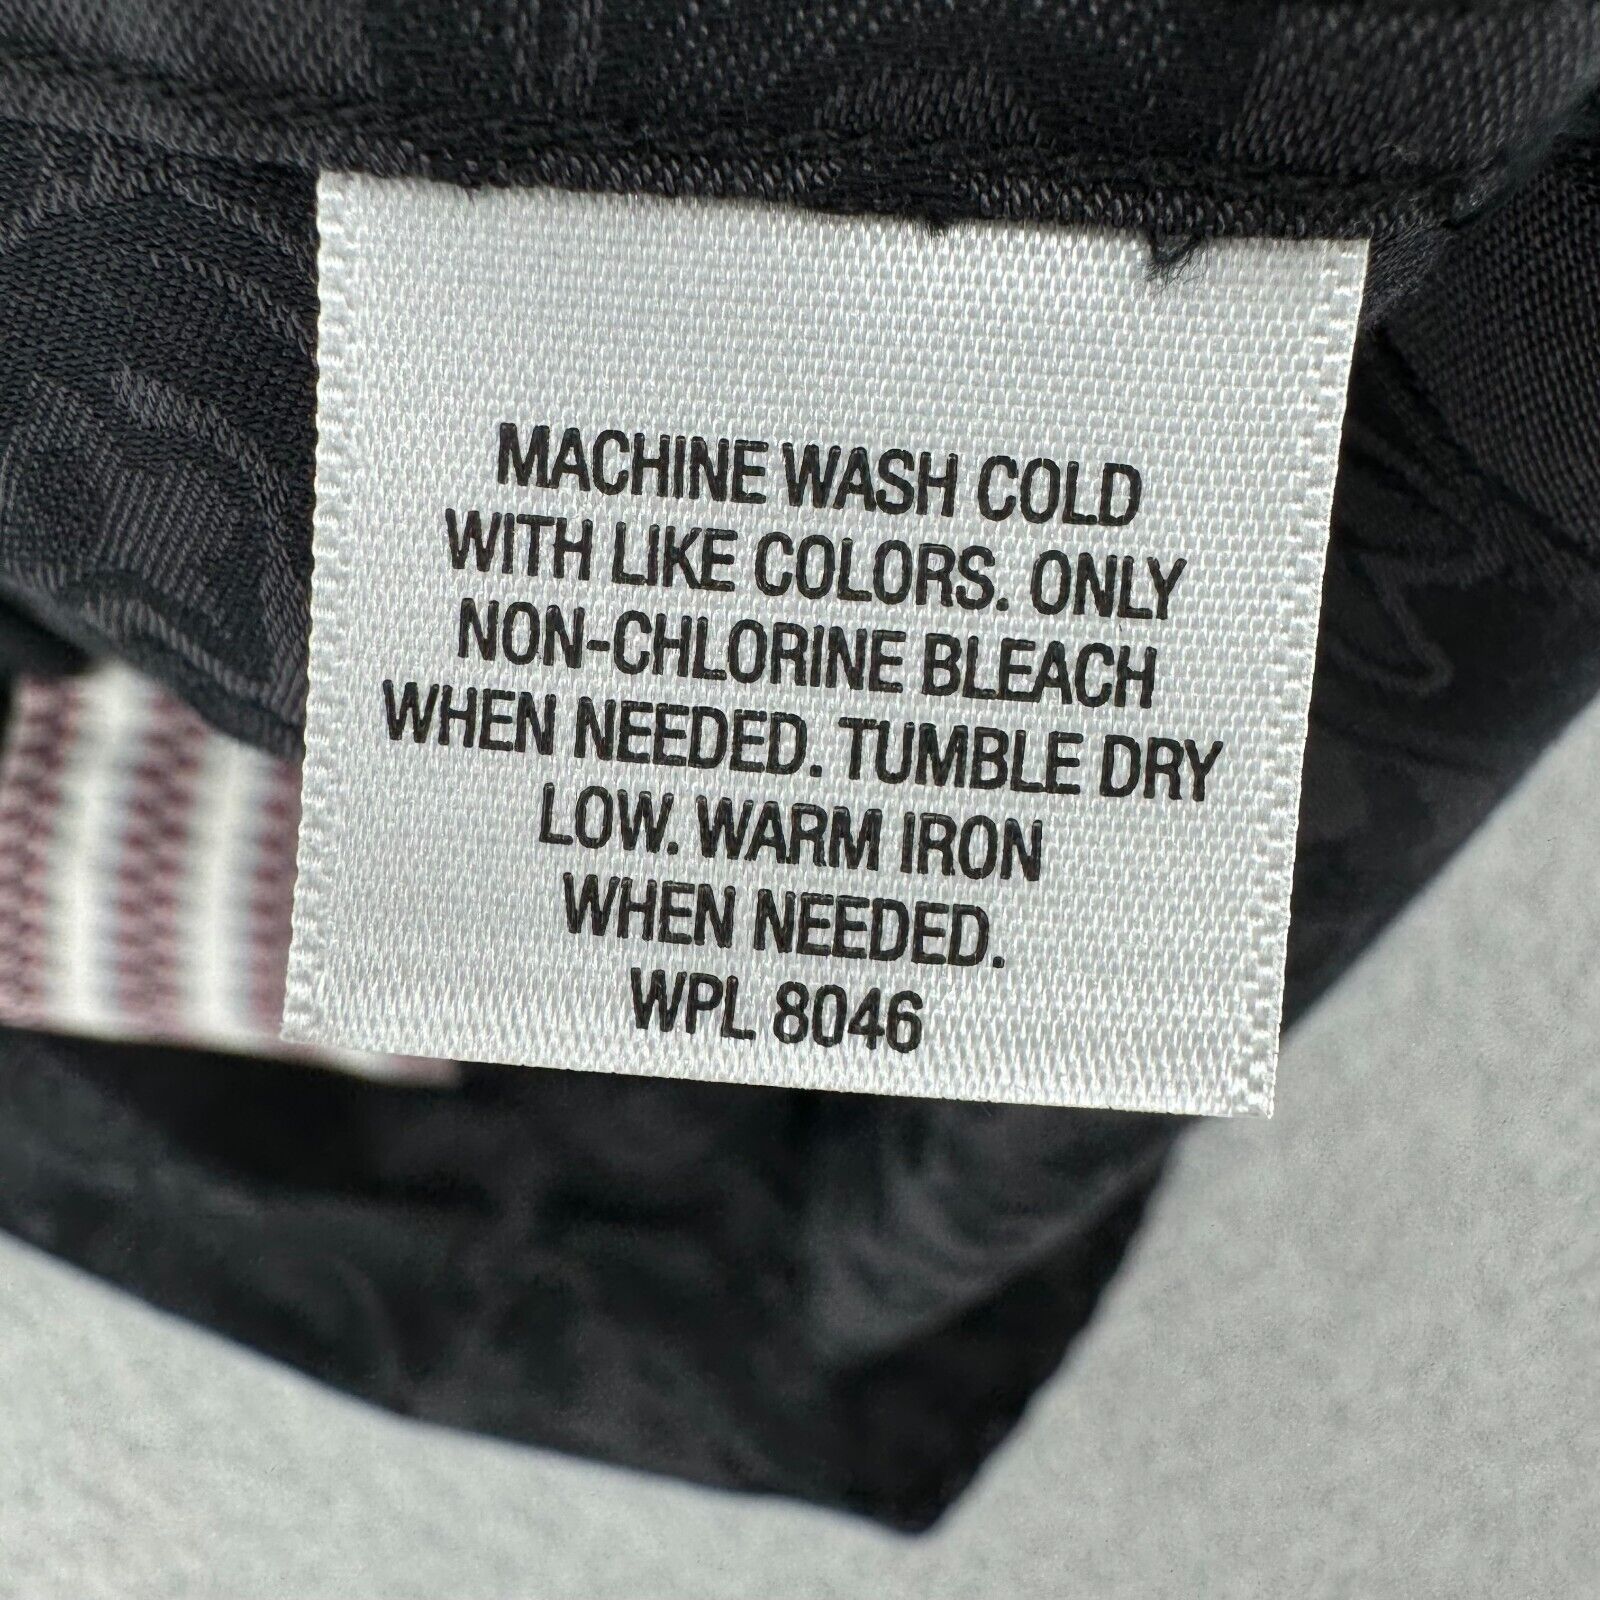 MACHINE WASH COLD
WITH LIKE COLORS. ONLY
NON-CHLORINE BLEACH
WHEN NEEDED. TUMBLE DRY
LOW. WARM IRON
WHEN NEEDED.
WPL 8046